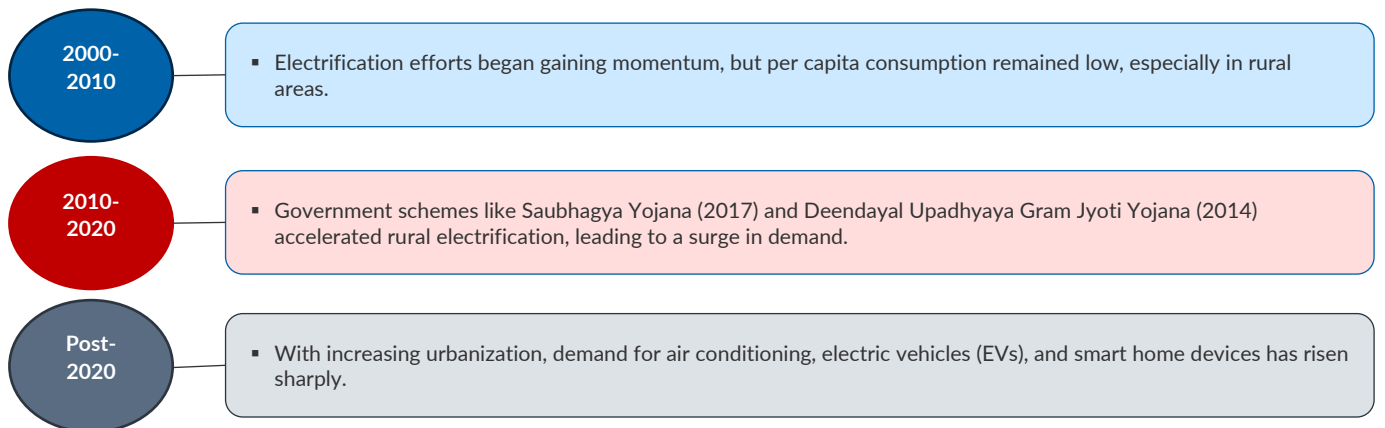 2000-
2010
▪ Electrification efforts began gaining momentum, but per capita consumption remained low, especially in rural
areas.
2010-
2020
▪ Government schemes like Saubhagya Yojana (2017) and Deendayal Upadhyaya Gram Jyoti Yojana (2014)
accelerated rural electrification, leading to a surge in demand.
Post-
2020
▪ With increasing urbanization, demand for air conditioning, electric vehicles (EVs), and smart home devices has risen
sharply.